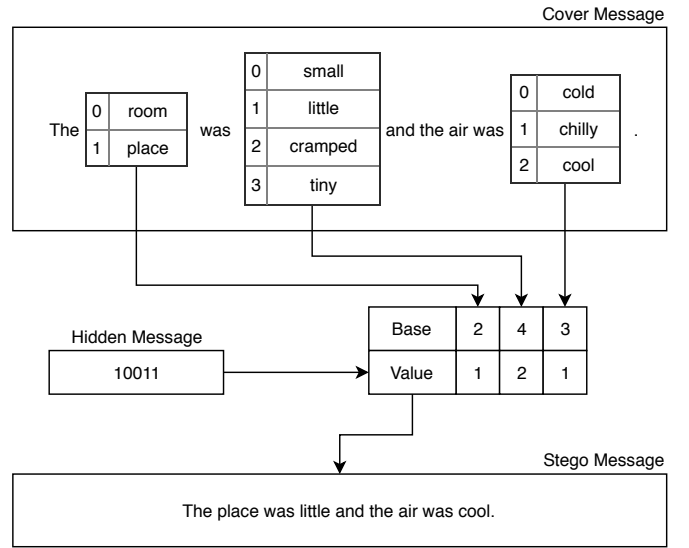 Cover Message
The
0 room
1 place
was
0 small
1 little
2 cramped
3 tiny
and the air was
0 cold
1 chilly
2 cool
.
Hidden Message
10011
Base 2 4 3
Value 1 2 1
Stego Message
The place was little and the air was cool.